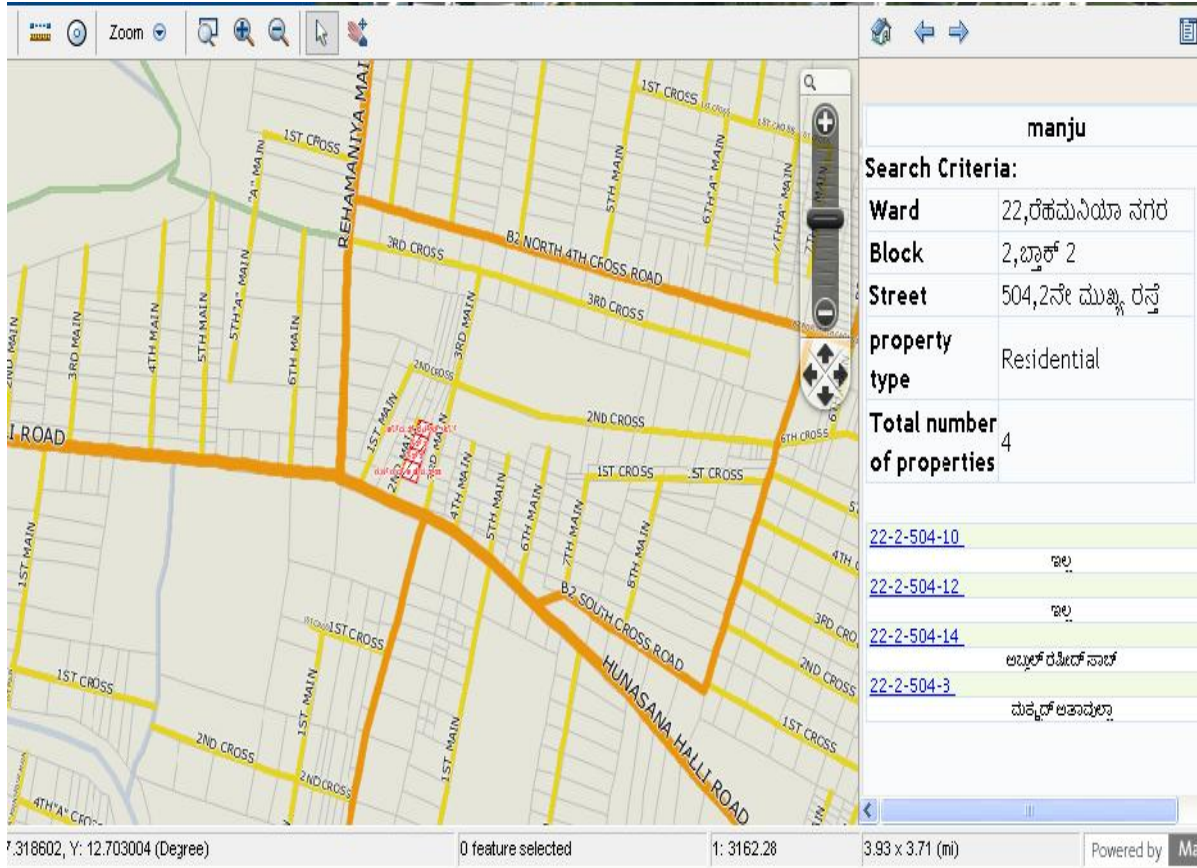 Zoom
manju
Search Criteria:
Ward 22,ರೆಹಮನಿಯಾ ನಗರ
Block 2,ಬ್ಲಾಕ್ 2
Street 504,2ನೇ ಮುಖ್ಯ ರಸ್ತೆ
property type Residential
Total number of properties 4
22-2-504-10
ಇಲ್ಲ
22-2-504-12
ಇಲ್ಲ
22-2-504-14
ಅಬ್ದುಲ್ ರಷೀದ್ ಸಾಬ್
22-2-504-3
1ST CROSS
5TH MAIN
6TH"A" MAIN
7TH"A" MAIN
1ST CROSS
"A" MAIN
REHAMANIYA MAI
B2 NORTH 4TH CROSS ROAD
3RD CROSS
3RD CROSS
2ND MAIN
3RD MAIN
4TH MAIN
5TH MAIN
5TH"A" MAIN
6TH MAIN
3RD MAIN
2ND CROSS
1ST MAIN
2ND MAIN
3RD MAIN
2ND CROSS
6TH CROSS
I ROAD
4TH MAIN
5TH MAIN
6TH MAIN
7TH MAIN
8TH MAIN
1ST CROSS
.ST CROSS
4TH
3RD CRO
2ND CROSS
1ST CROSS
B2 SOUTH CROSS ROAD
HUNASANA HALLI ROAD
1ST MAIN
1ST CROSS
1ST CROSS
1ST MAIN
2ND CROSS
2ND CROSS
1ST MAIN
4TH"A" CROS
7.318602, Y: 12.703004 (Degree)
0 feature selected
1: 3162.28
3.93 x 3.71 (mi)
Powered by Ma